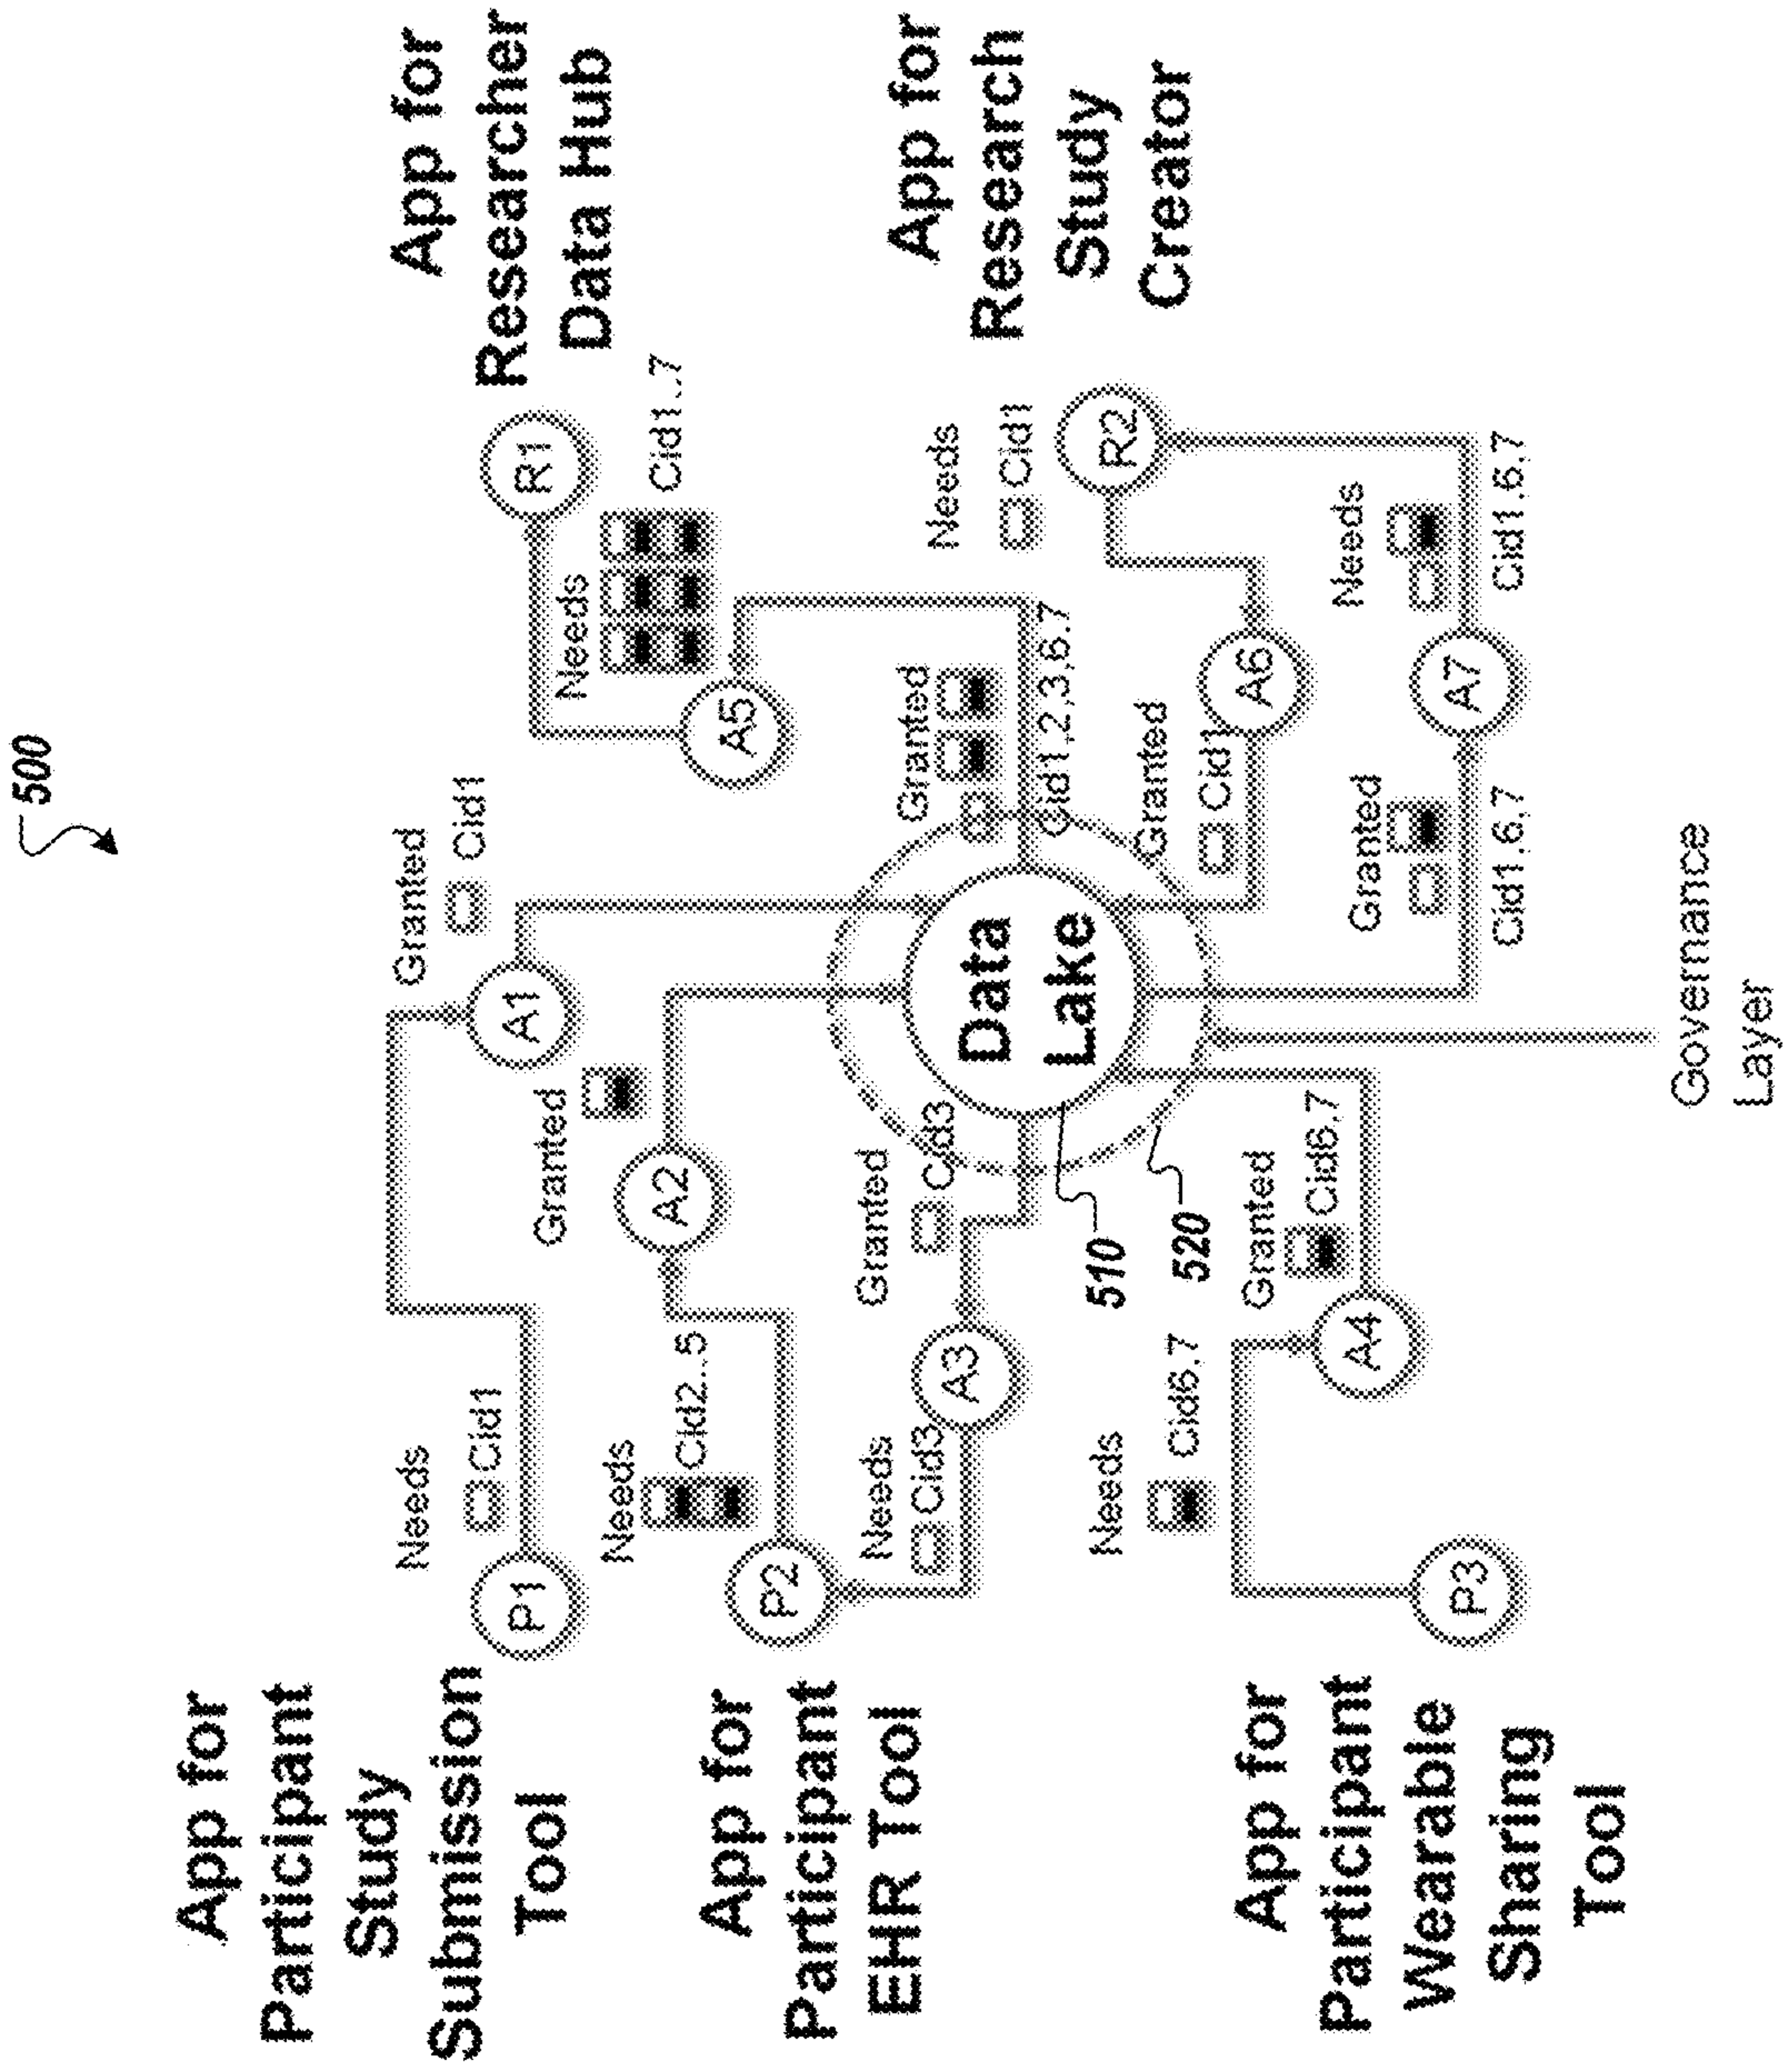 500
App for
Participant
Study
Submission
Tool
Needs
Cid1
P1
Granted
Cid1
A1
App for
Researcher
Data Hub
R1
Needs
Cid1..7
A5
Granted
Cid1,2,3,6,7
App for
Participant
EHR Tool
Needs
Cid2..5
P2
Granted
A2
Needs
Cid3
A3
Granted
Cid3
Data
Lake
510
520
App for
Research
Study
Creator
Needs
Cid1
R2
Granted
Cid1
A6
App for
Participant
Wearable
Sharing
Tool
Needs
Cid6,7
P3
Granted
Cid6,7
A4
Granted
Cid1,6,7
A7
Needs
Cid1,6,7
Governance
Layer